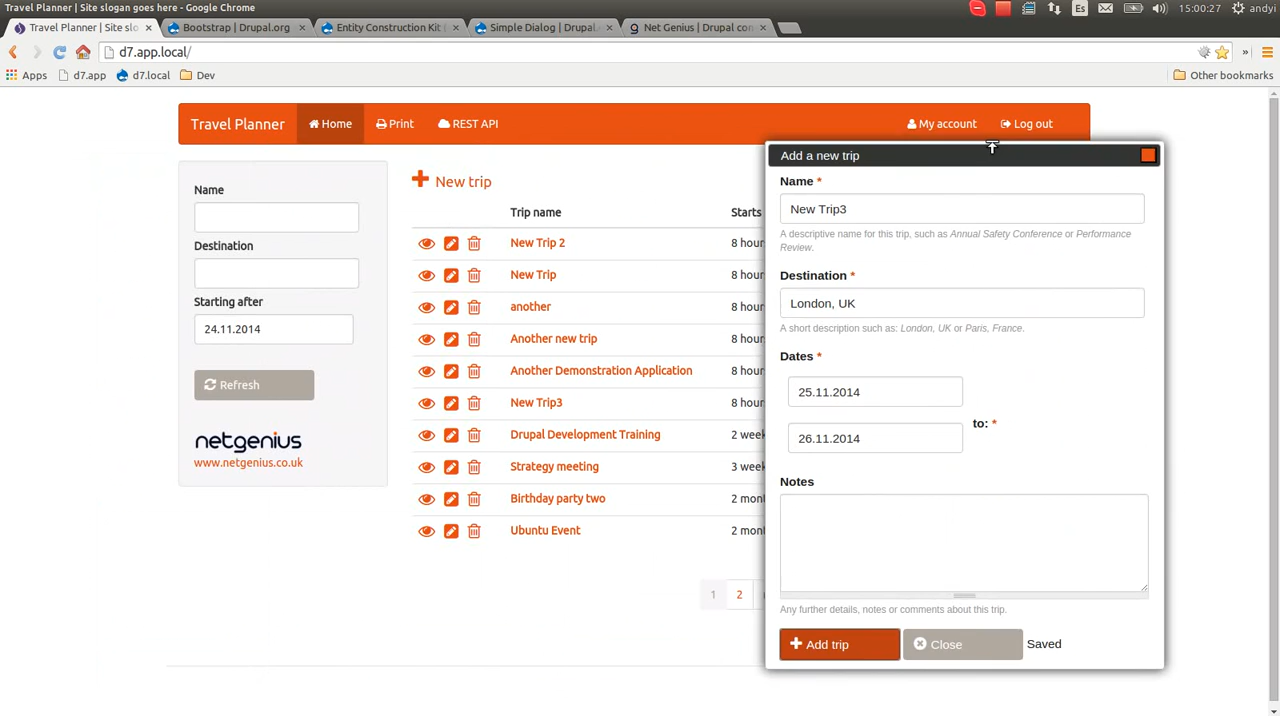 Travel Planner | Site slogan goes here - Google Chrome
Es 15:00:27 andyi
Travel Planner | Site slo
Bootstrap | Drupal.org
Entity Construction Kit |
Simple Dialog | Drupal.
Net Genius | Drupal con
d7.app.local/
Apps d7.app d7.local Dev Other bookmarks
Travel Planner Home Print REST API My account Log out
Name
Destination
Starting after
24.11.2014
Refresh
netgenius
www.netgenius.co.uk
New trip
Trip name Starts
New Trip 2 8 hour
New Trip 8 hour
another 8 hour
Another new trip 8 hour
Another Demonstration Application 8 hour
New Trip3 8 hour
Drupal Development Training 2 week
Strategy meeting 3 week
Birthday party two 2 mont
Ubuntu Event 2 mont
1 2
Add a new trip
Name *
New Trip3
A descriptive name for this trip, such as Annual Safety Conference or Performance
Review.
Destination *
London, UK
A short description such as: London, UK or Paris, France.
Dates *
25.11.2014
to: *
26.11.2014
Notes
Any further details, notes or comments about this trip.
Add trip Close Saved